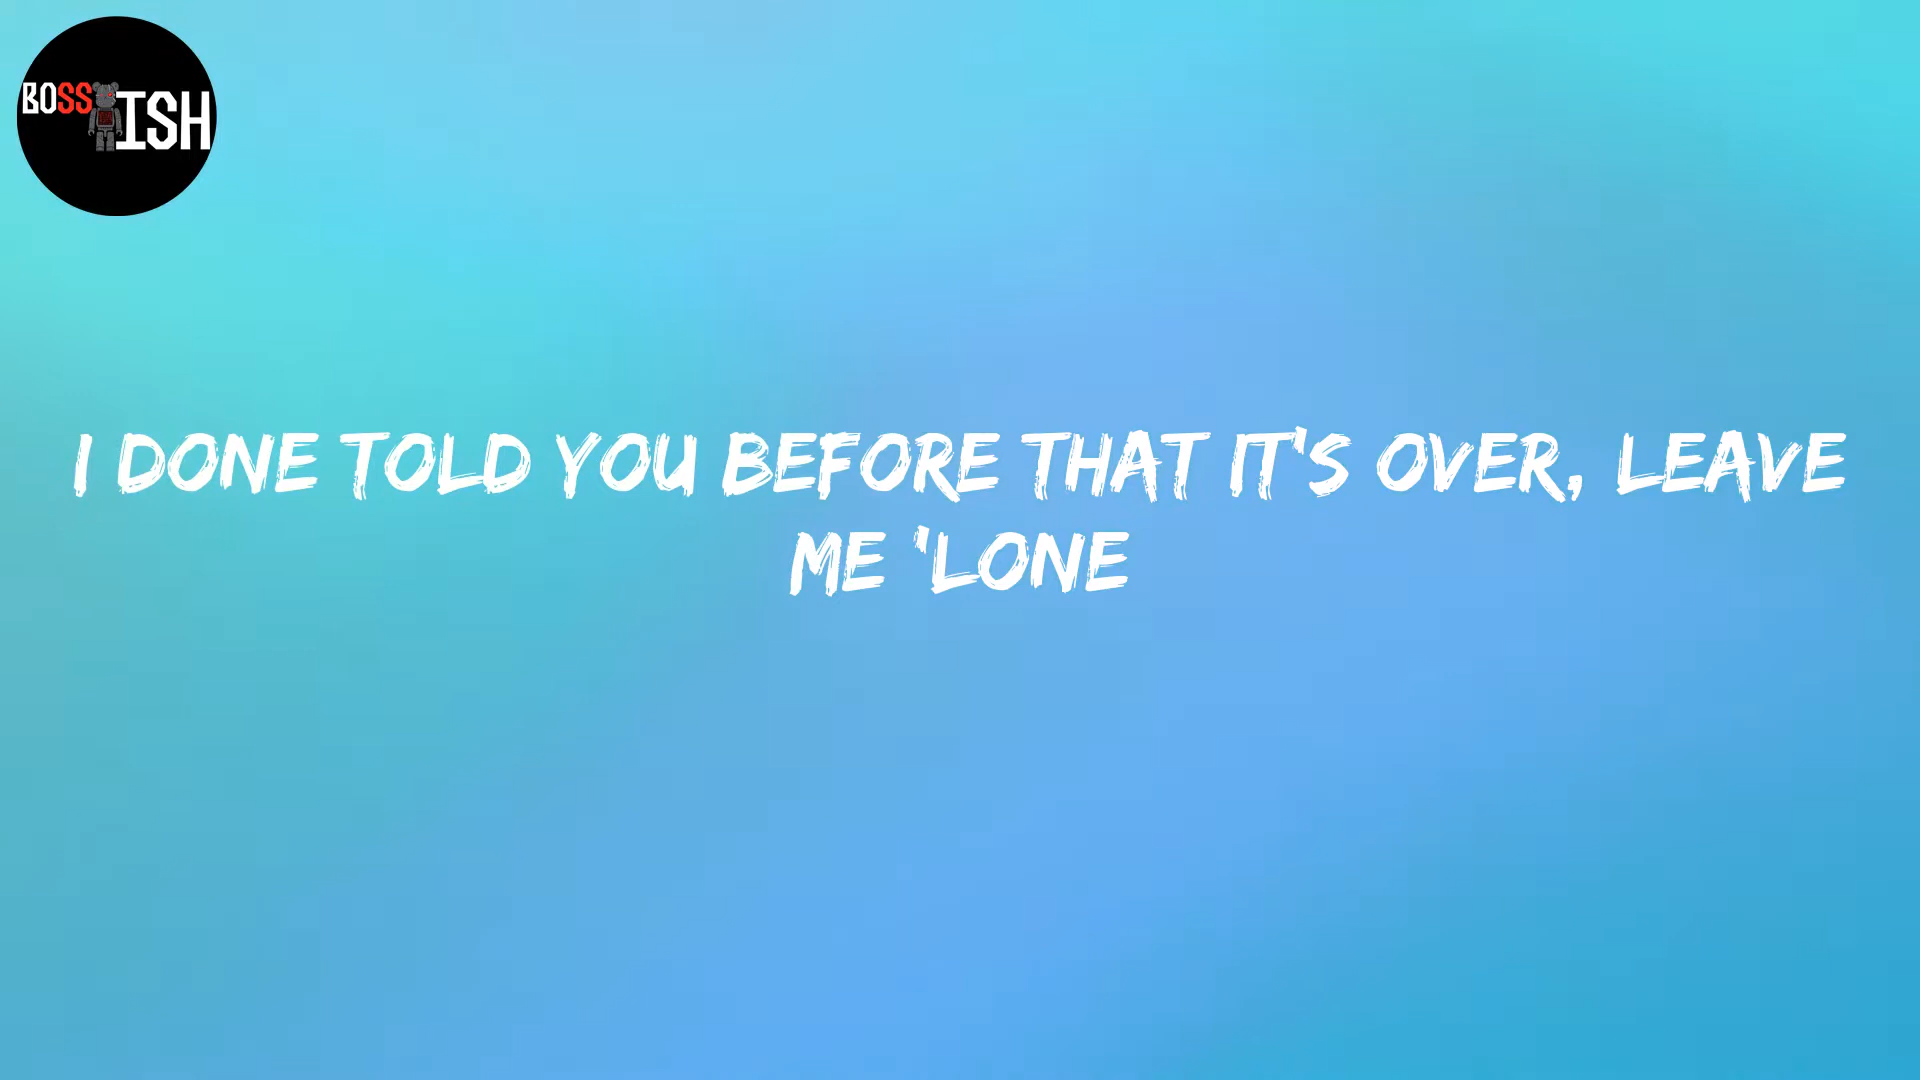 BOSS ISH
I DONE TOLD YOU BEFORE THAT IT'S OVER, LEAVE
ME 'LONE